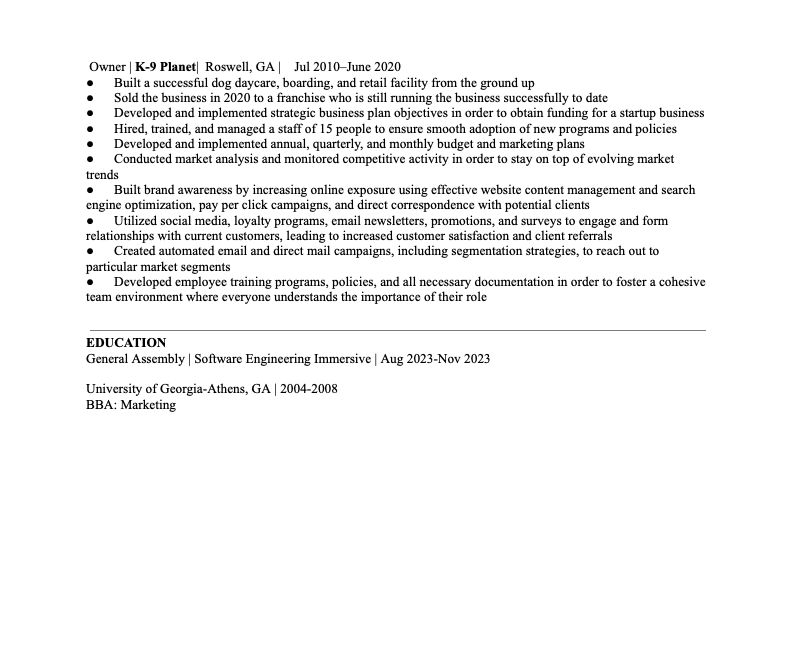 Owner | K-9 Planet| Roswell, GA | Jul 2010–June 2020
● Built a successful dog daycare, boarding, and retail facility from the ground up
● Sold the business in 2020 to a franchise who is still running the business successfully to date
● Developed and implemented strategic business plan objectives in order to obtain funding for a startup business
● Hired, trained, and managed a staff of 15 people to ensure smooth adoption of new programs and policies
● Developed and implemented annual, quarterly, and monthly budget and marketing plans
● Conducted market analysis and monitored competitive activity in order to stay on top of evolving market
trends
● Built brand awareness by increasing online exposure using effective website content management and search
engine optimization, pay per click campaigns, and direct correspondence with potential clients
● Utilized social media, loyalty programs, email newsletters, promotions, and surveys to engage and form
relationships with current customers, leading to increased customer satisfaction and client referrals
● Created automated email and direct mail campaigns, including segmentation strategies, to reach out to
particular market segments
● Developed employee training programs, policies, and all necessary documentation in order to foster a cohesive
team environment where everyone understands the importance of their role
EDUCATION
General Assembly | Software Engineering Immersive | Aug 2023-Nov 2023
University of Georgia-Athens, GA | 2004-2008
BBA: Marketing